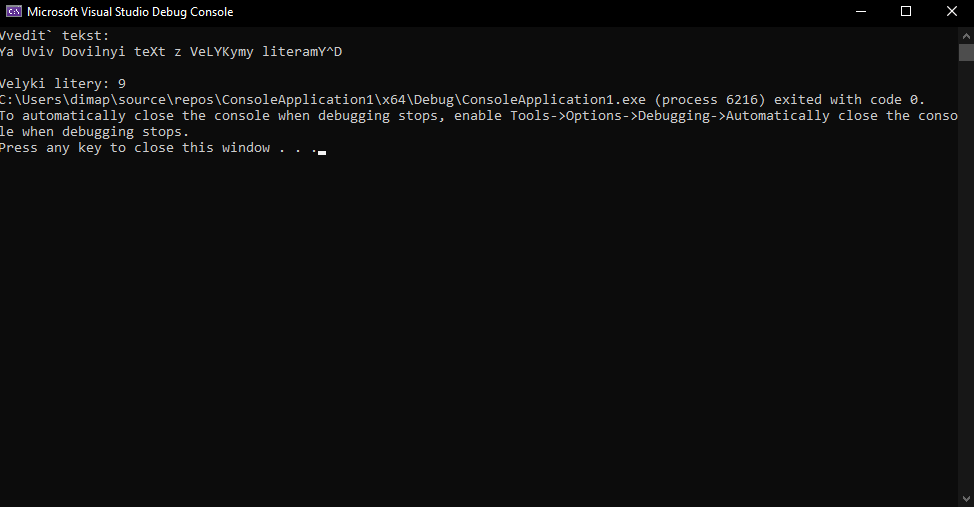 Microsoft Visual Studio Debug Console
Vvedit` tekst:
Ya Uviv Dovilnyi teXt z VeLYKymy literamY^D
Velyki litery: 9
C:\Users\dimap\source\repos\ConsoleApplication1\x64\Debug\ConsoleApplication1.exe (process 6216) exited with code 0.
To automatically close the console when debugging stops, enable Tools->Options->Debugging->Automatically close the conso
le when debugging stops.
Press any key to close this window . . .